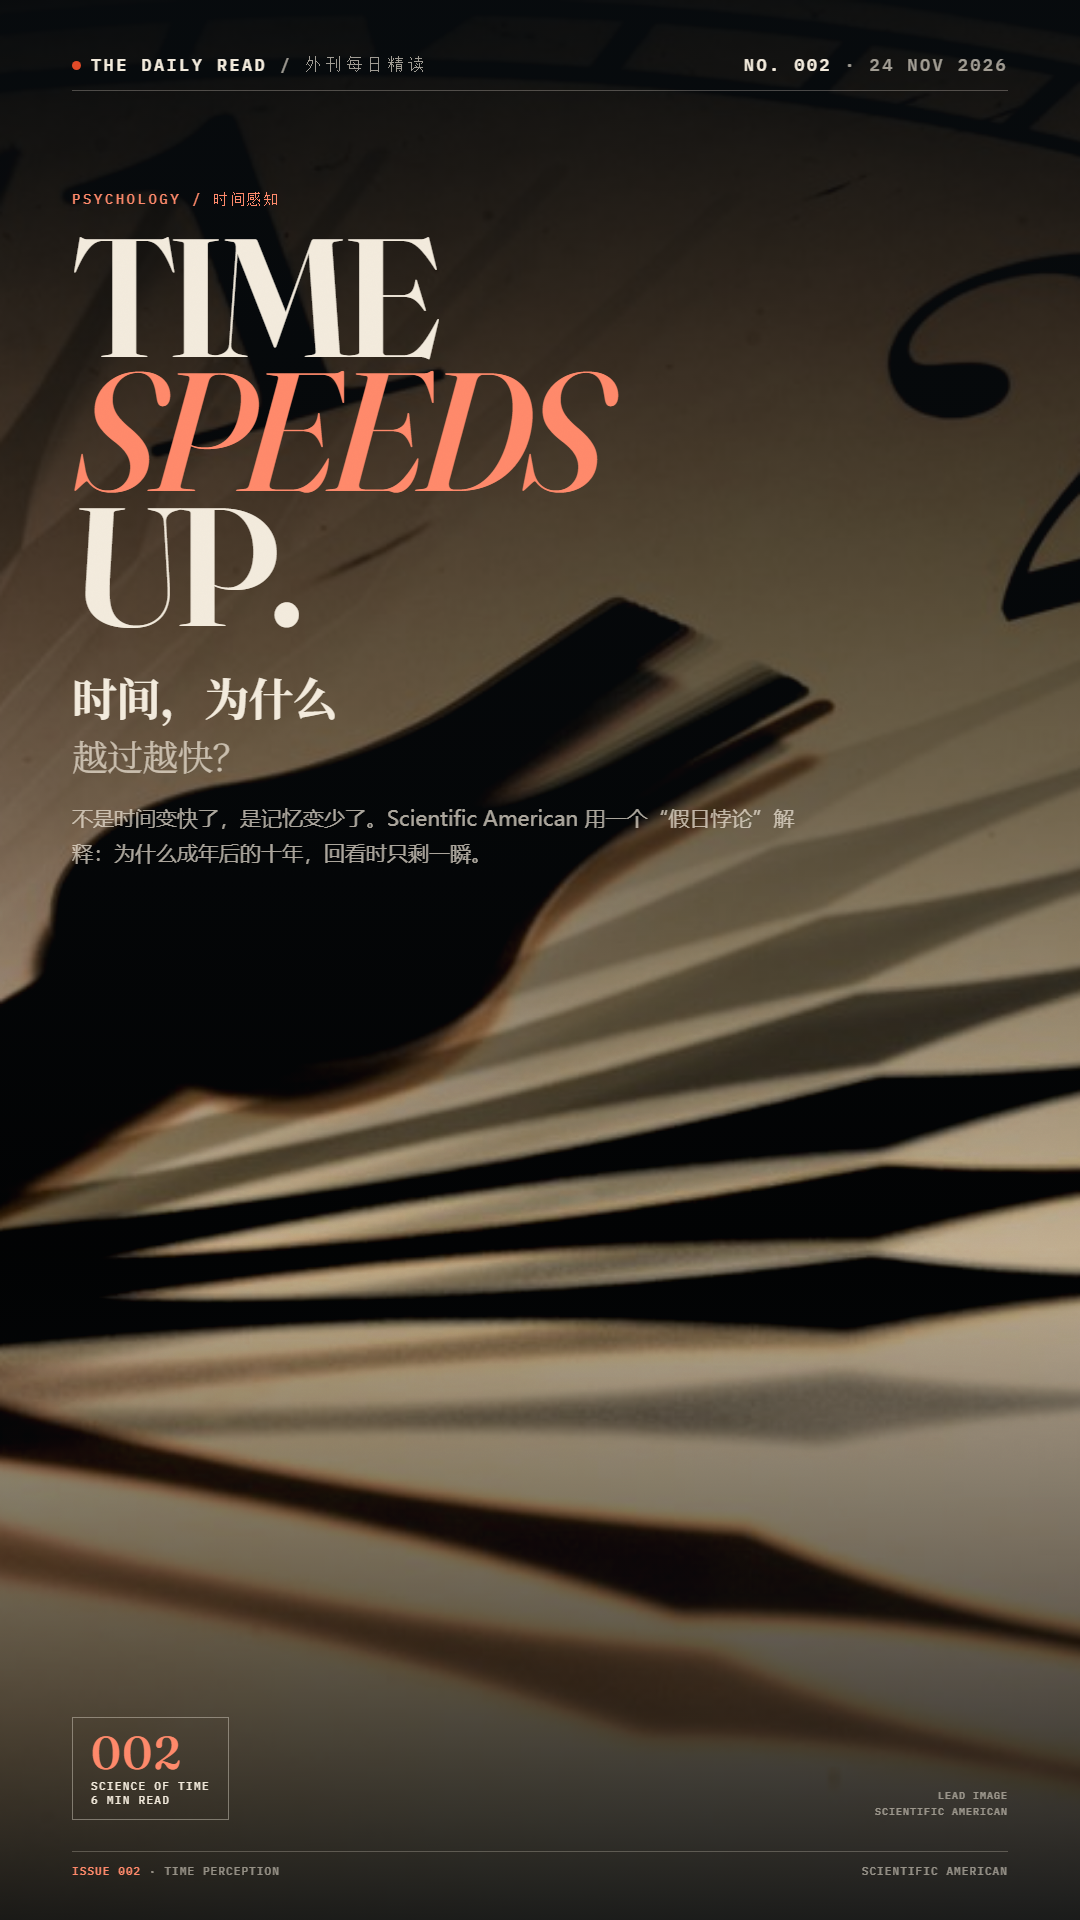 THE DAILY READ / 外刊每日精读
NO. 002 · 24 NOV 2026
PSYCHOLOGY / 时间感知
TIME
SPEEDS
UP.
时间，为什么
越过越快？
不是时间变快了，是记忆变少了。Scientific American 用一个“假日悖论”解
释：为什么成年后的十年，回看时只剩一瞬。
002
SCIENCE OF TIME
6 MIN READ
LEAD IMAGE
SCIENTIFIC AMERICAN
ISSUE 002 · TIME PERCEPTION
SCIENTIFIC AMERICAN